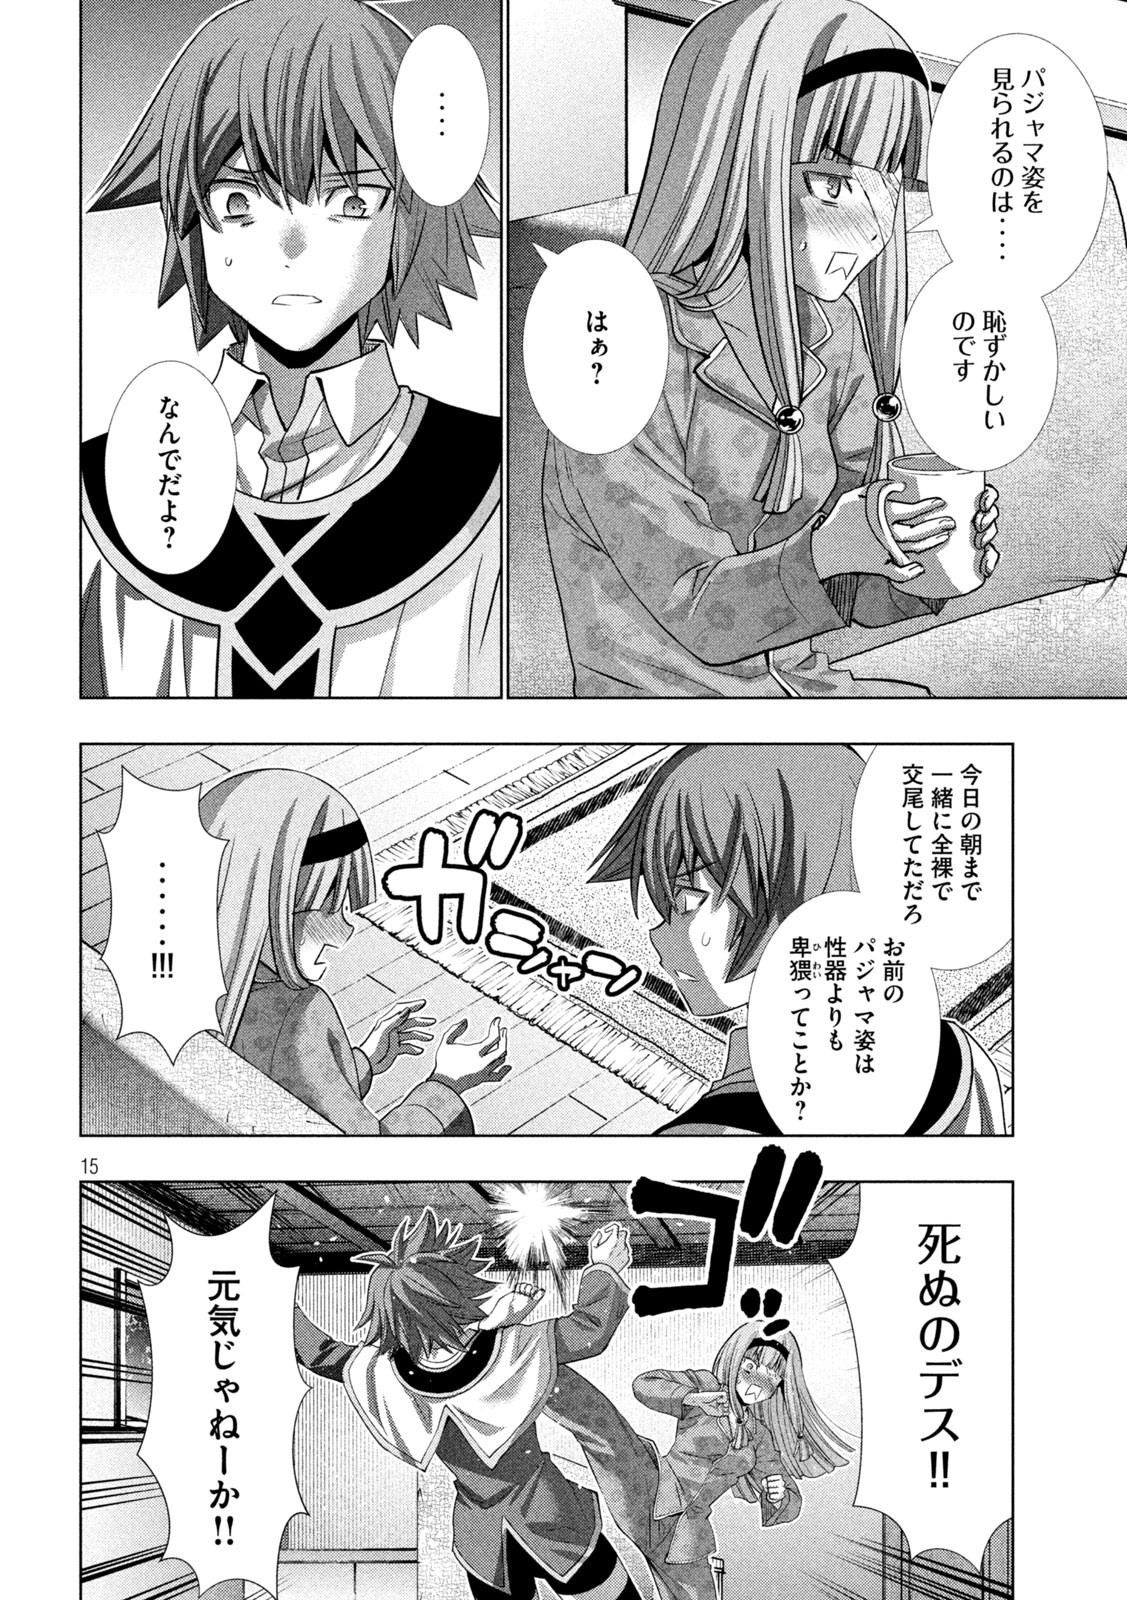 パジャマ姿を
見られるのは‥‥
恥ずかしい
のです
はぁ?
‥‥
なんでだよ?
今日の朝まで
一緒に全裸で
交尾してただろ
お前の
パジャマ姿は
性器よりも
卑猥ってことか?
ひわい
ガシャン
‥‥‥!!!
15
死ぬのデス!!
ゴッ
元気じゃねーか!!